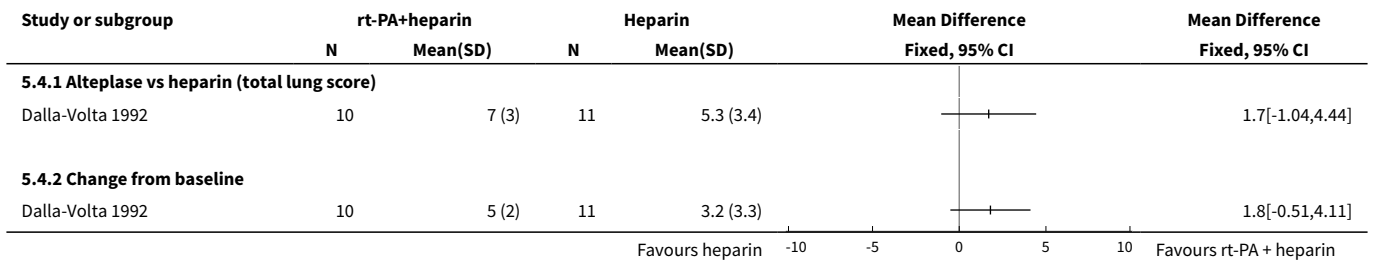 Study or subgroup rt-PA+heparin Heparin Mean Difference Mean Difference
N Mean(SD) N Mean(SD) Fixed, 95% CI Fixed, 95% CI
5.4.1 Alteplase vs heparin (total lung score)
Dalla-Volta 1992 10 7 (3) 11 5.3 (3.4) 1.7[-1.04,4.44]
5.4.2 Change from baseline
Dalla-Volta 1992 10 5 (2) 11 3.2 (3.3) 1.8[-0.51,4.11]
Favours heparin -10 -5 0 5 10 Favours rt-PA + heparin